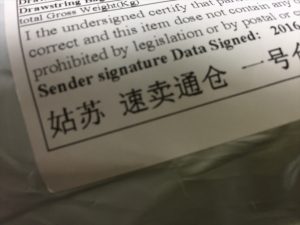 Drawstring
total Gross Weight(Kg)
I the undersigned certify that
correct and this item dose not contain any
prohibited by legislation or by postal or
Sender signature Data Signed: 2016
姑苏 速卖通仓 一号